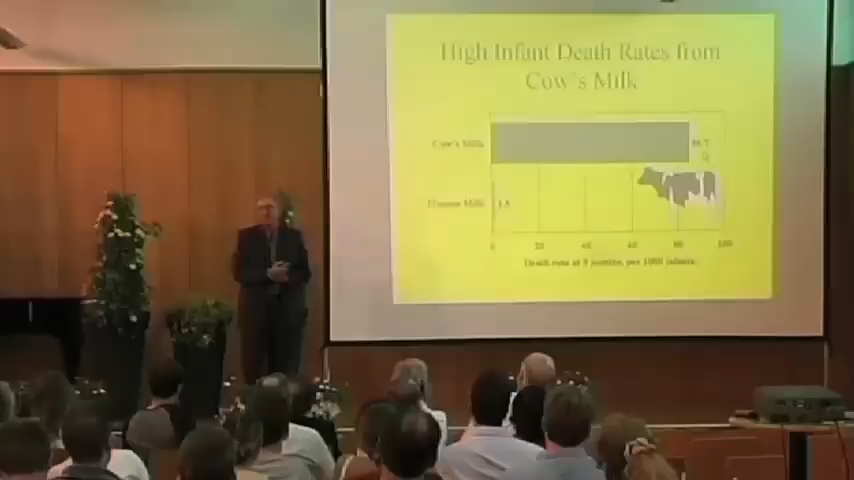 High Infant Death Rates from
Cow's Milk
Cow's Milk
Human Milk 1.5
0 20 40 60 80 100
Death rate at 9 months, per 1000 infants